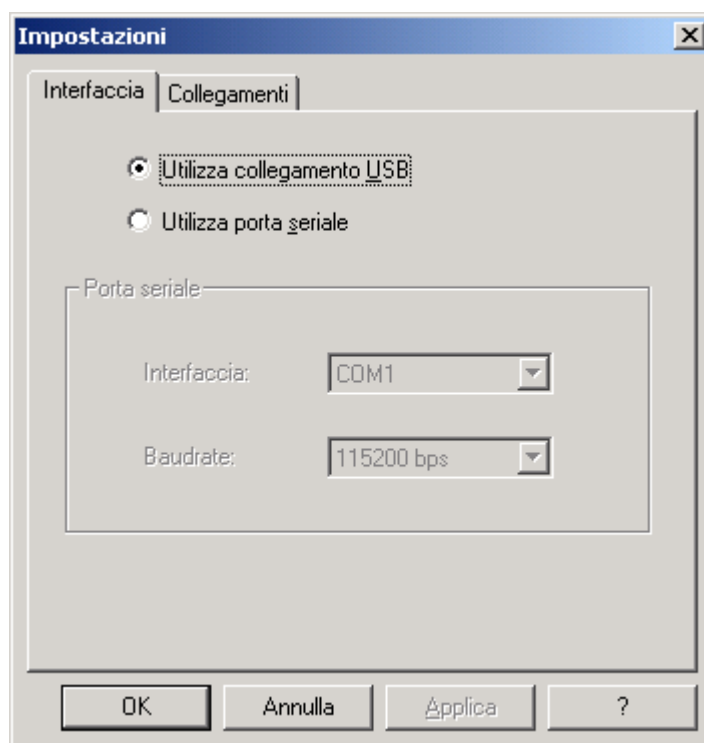 Impostazioni
Interfaccia Collegamenti
Utilizza collegamento USB
Utilizza porta seriale
Porta seriale
Interfaccia: COM1
Baudrate: 115200 bps
OK Annulla Applica ?